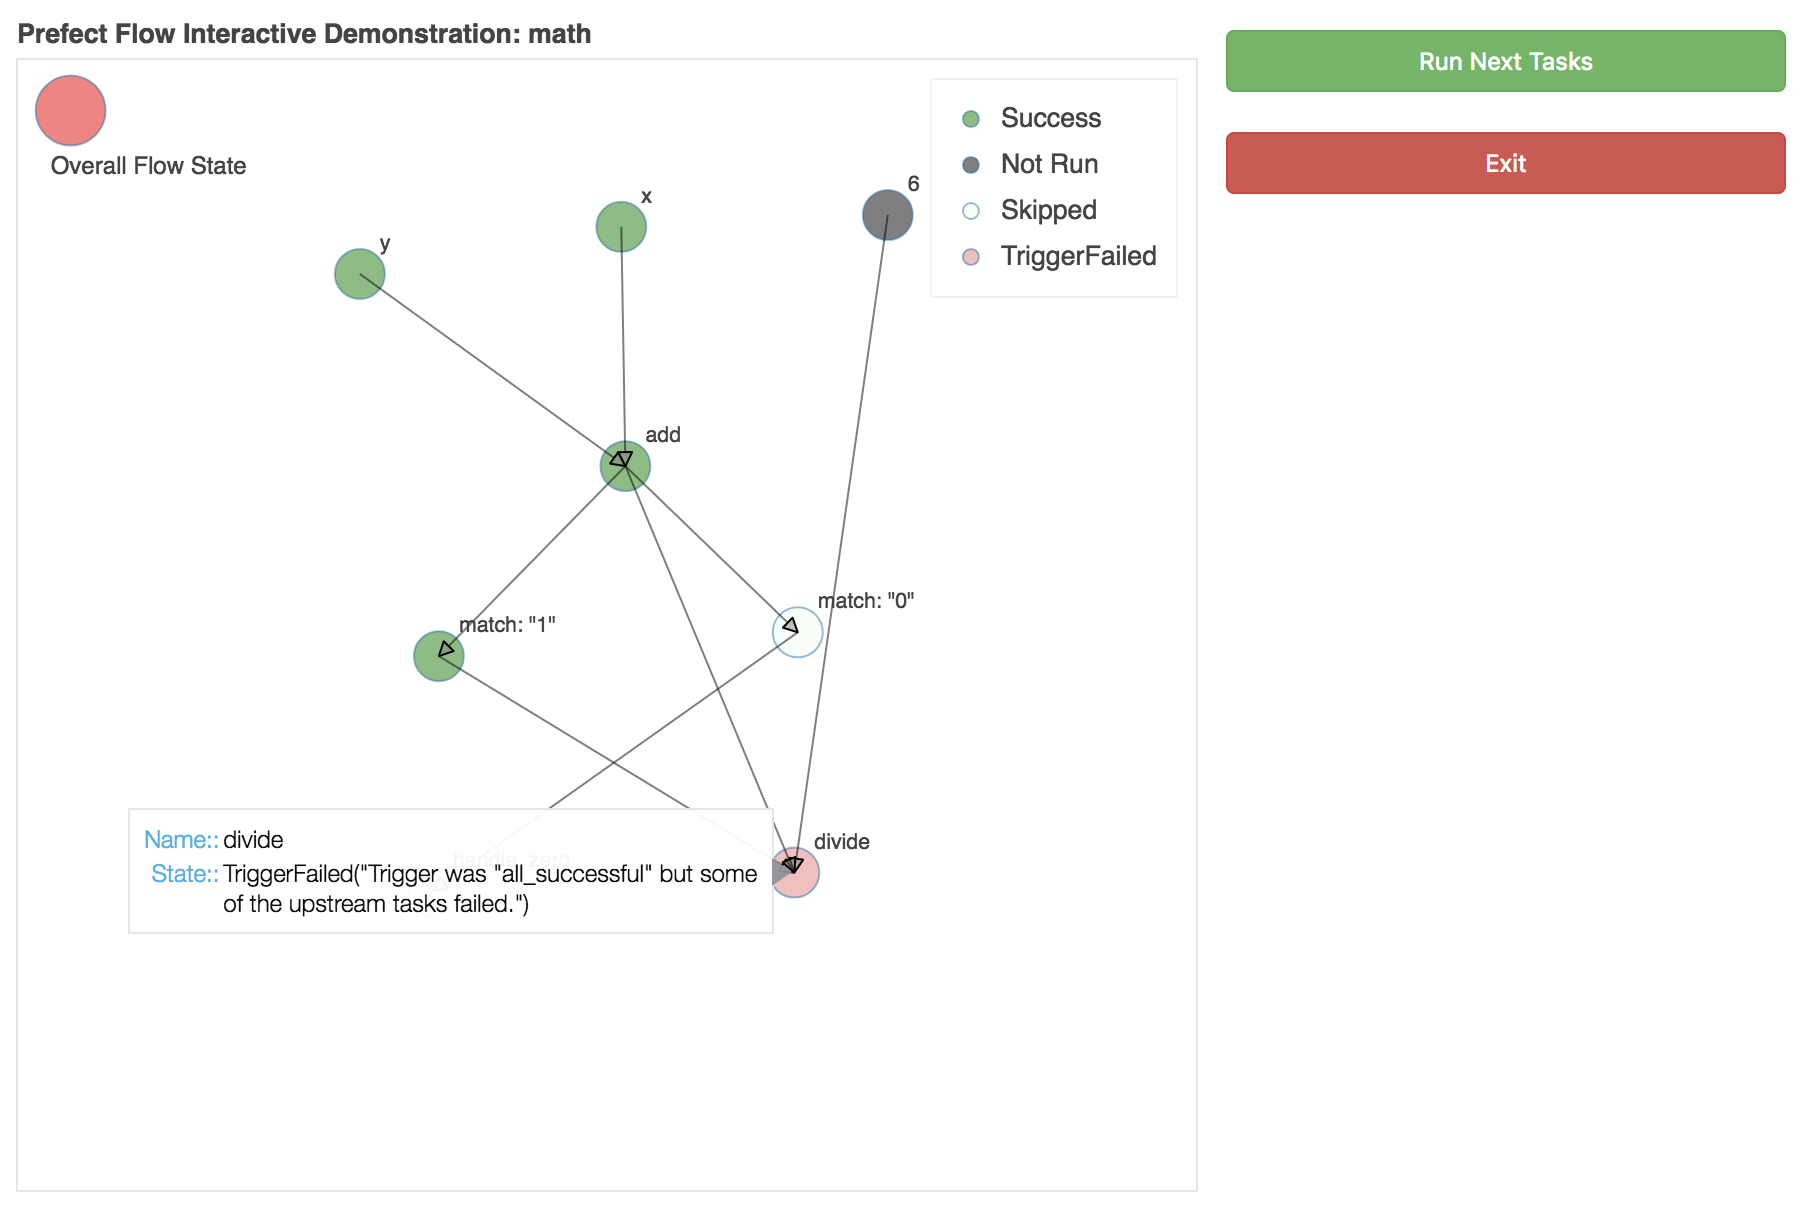 Prefect Flow Interactive Demonstration: math
Run Next Tasks
Exit
Overall Flow State
Success
Not Run
Skipped
TriggerFailed
6
x
y
add
match: "0"
match: "1"
divide
handle_zero
Name:: divide
State:: TriggerFailed("Trigger was "all_successful" but some
of the upstream tasks failed.")